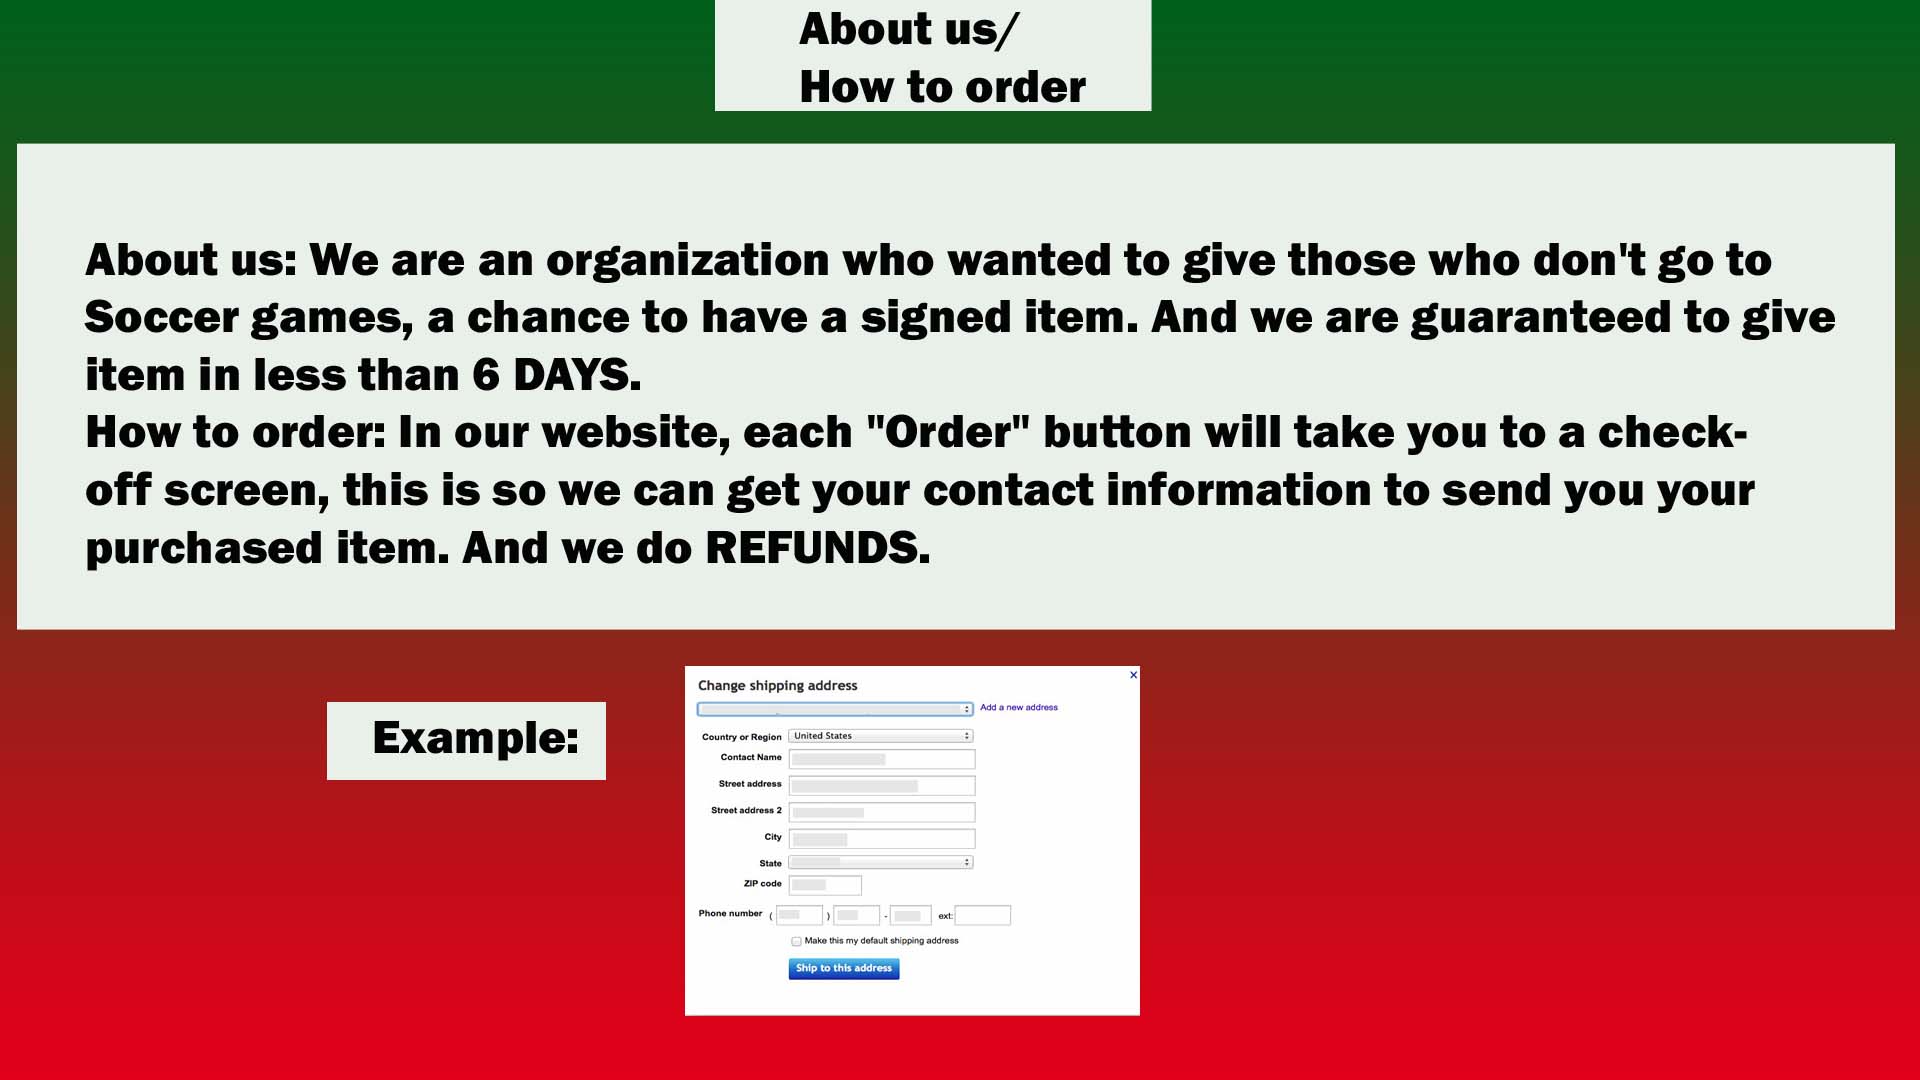 About us/
How to order
About us: We are an organization who wanted to give those who don't go to
Soccer games, a chance to have a signed item. And we are guaranteed to give
item in less than 6 DAYS.
How to order: In our website, each "Order" button will take you to a check-
off screen, this is so we can get your contact information to send you your
purchased item. And we do REFUNDS.
Example:
Change shipping address
Add a new address
Country or Region United States
Contact Name
Street address
Street address 2
City
State
ZIP code
Phone number ( ) - ext:
Make this my default shipping address
Ship to this address